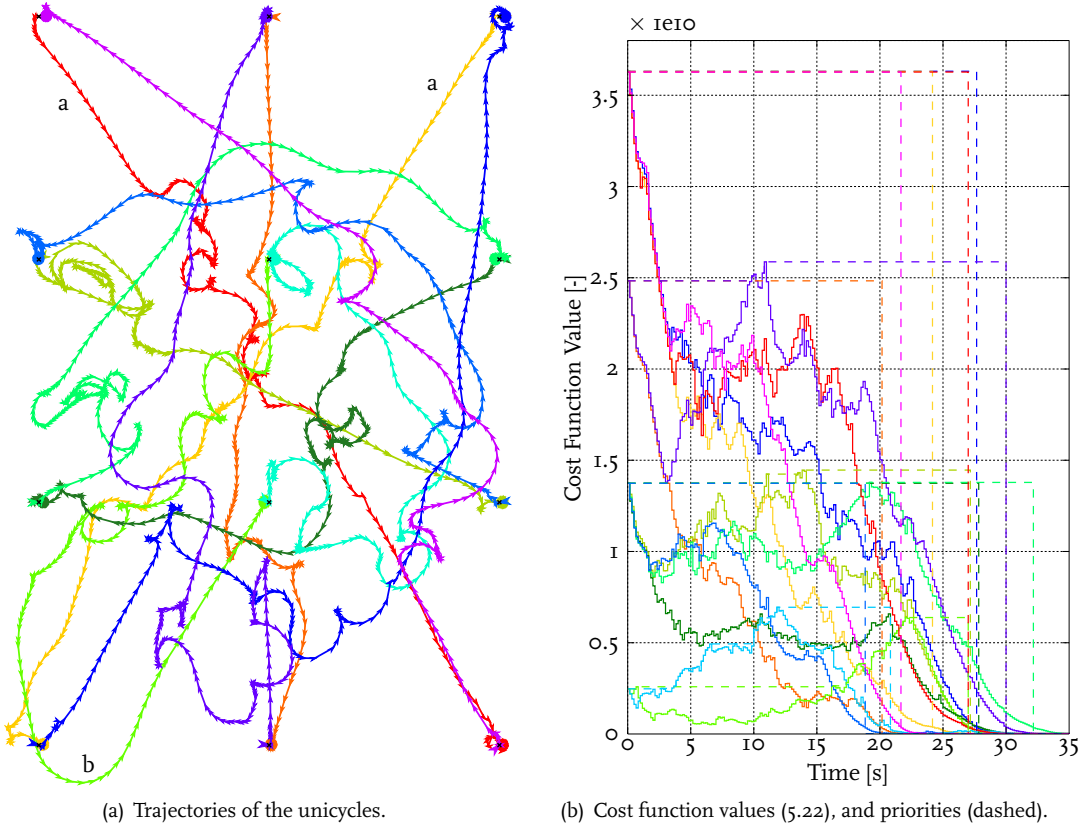 a
a
b
(a) Trajectories of the unicycles.
× 1e10
3.5
3
2.5
2
1.5
1
0.5
0
0 5 10 15 20 25 30 35
Cost Function Value [-]
Time [s]
(b) Cost function values (5.22), and priorities (dashed).